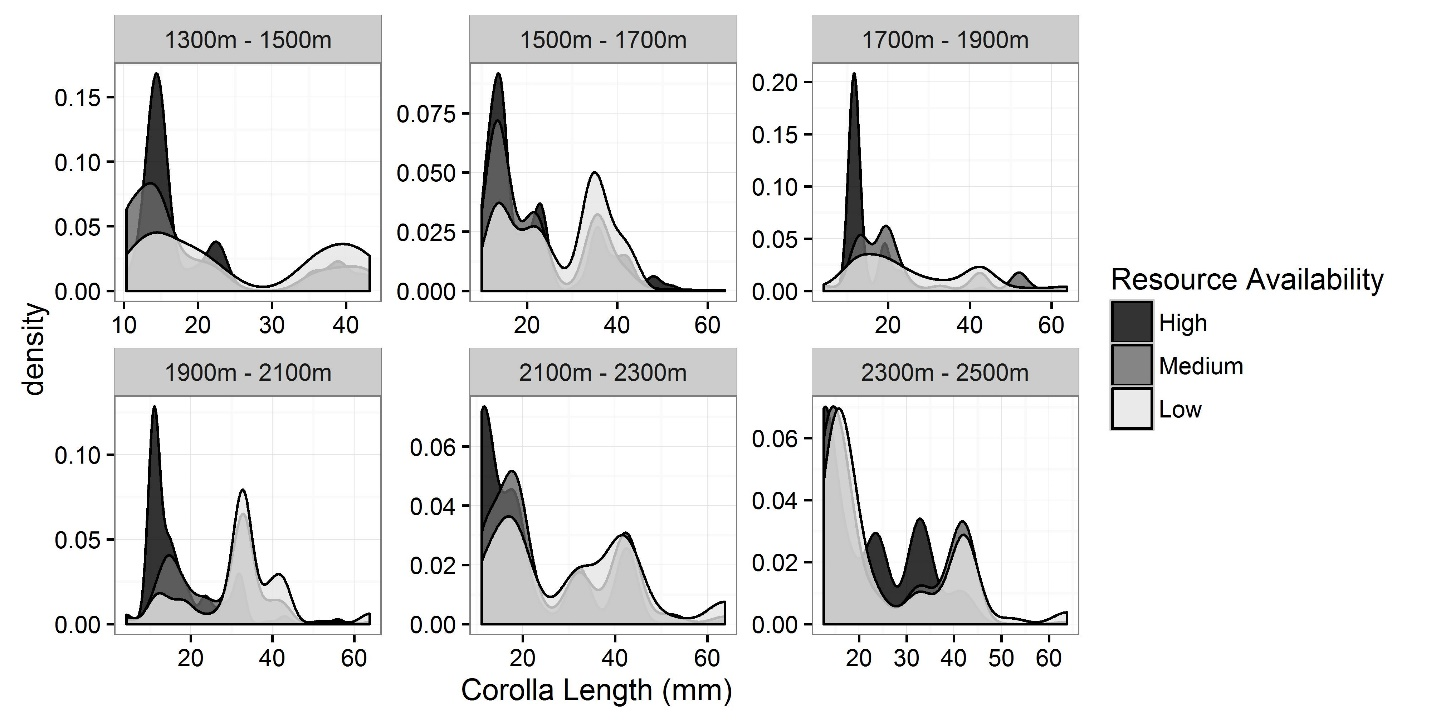 1300m - 1500m
1500m - 1700m
1700m - 1900m
0.15
0.10
0.05
0.00
10 20 30 40
0.075
0.050
0.025
0.000
20 40 60
0.20
0.15
0.10
0.05
0.00
20 40 60
density
1900m - 2100m
2100m - 2300m
2300m - 2500m
0.10
0.05
0.00
20 40 60
0.06
0.04
0.02
0.00
20 40 60
0.06
0.04
0.02
0.00
20 30 40 50 60
Corolla Length (mm)
Resource Availability
High
Medium
Low